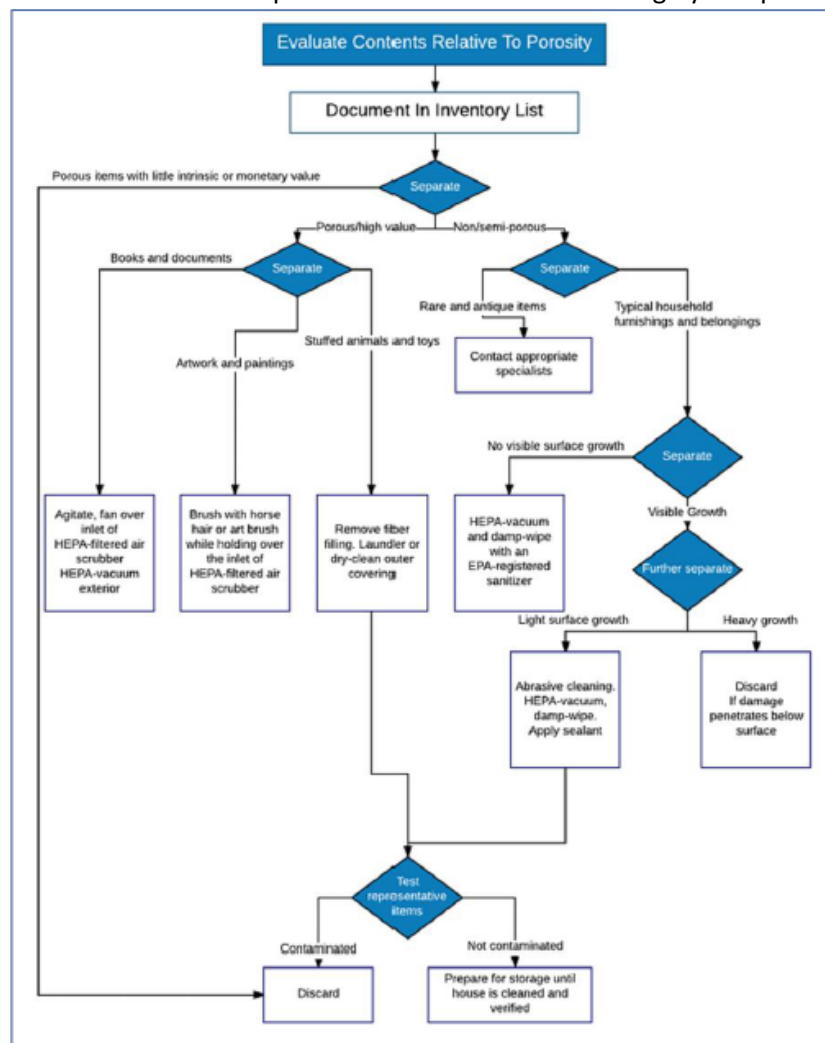 Evaluate Contents Relative To Porosity
Document In Inventory List
Porous items with little intrinsic or monetary value
Separate
Porous/high value
Non/semi-porous
Books and documents
Separate
Separate
Rare and antique items
Typical household
furnishings and belongings
Stuffed animals and toys
Artwork and paintings
Contact appropriate
specialists
No visible surface growth
Separate
Agitate, fan over
inlet of
HEPA-filtered air
scrubber
HEPA-vacuum
exterior
Brush with horse
hair or art brush
while holding over
the inlet of
HEPA-filtered air
scrubber
Remove fiber
filling. Launder or
dry-clean outer
covering
HEPA-vacuum
and damp-wipe
with an
EPA-registered
sanitizer
Visible Growth
Further separate
Light surface growth
Heavy growth
Abrasive cleaning.
HEPA-vacuum,
damp-wipe.
Apply sealant
Discard
If damage
penetrates below
surface
Test
representative
items
Contaminated
Not contaminated
Discard
Prepare for storage until
house is cleaned and
verified